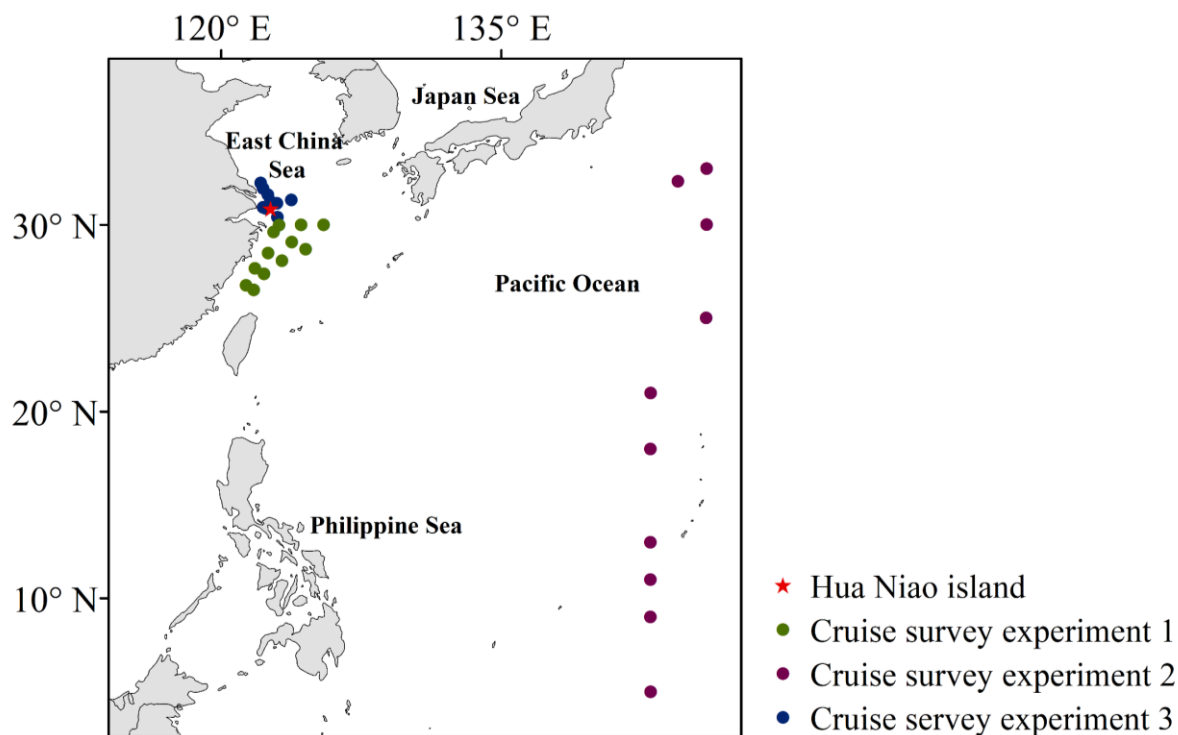 120° E
135° E
Japan Sea
East China
Sea
30° N
Pacific Ocean
20° N
Philippine Sea
10° N
Hua Niao island
Cruise survey experiment 1
Cruise survey experiment 2
Cruise servey experiment 3